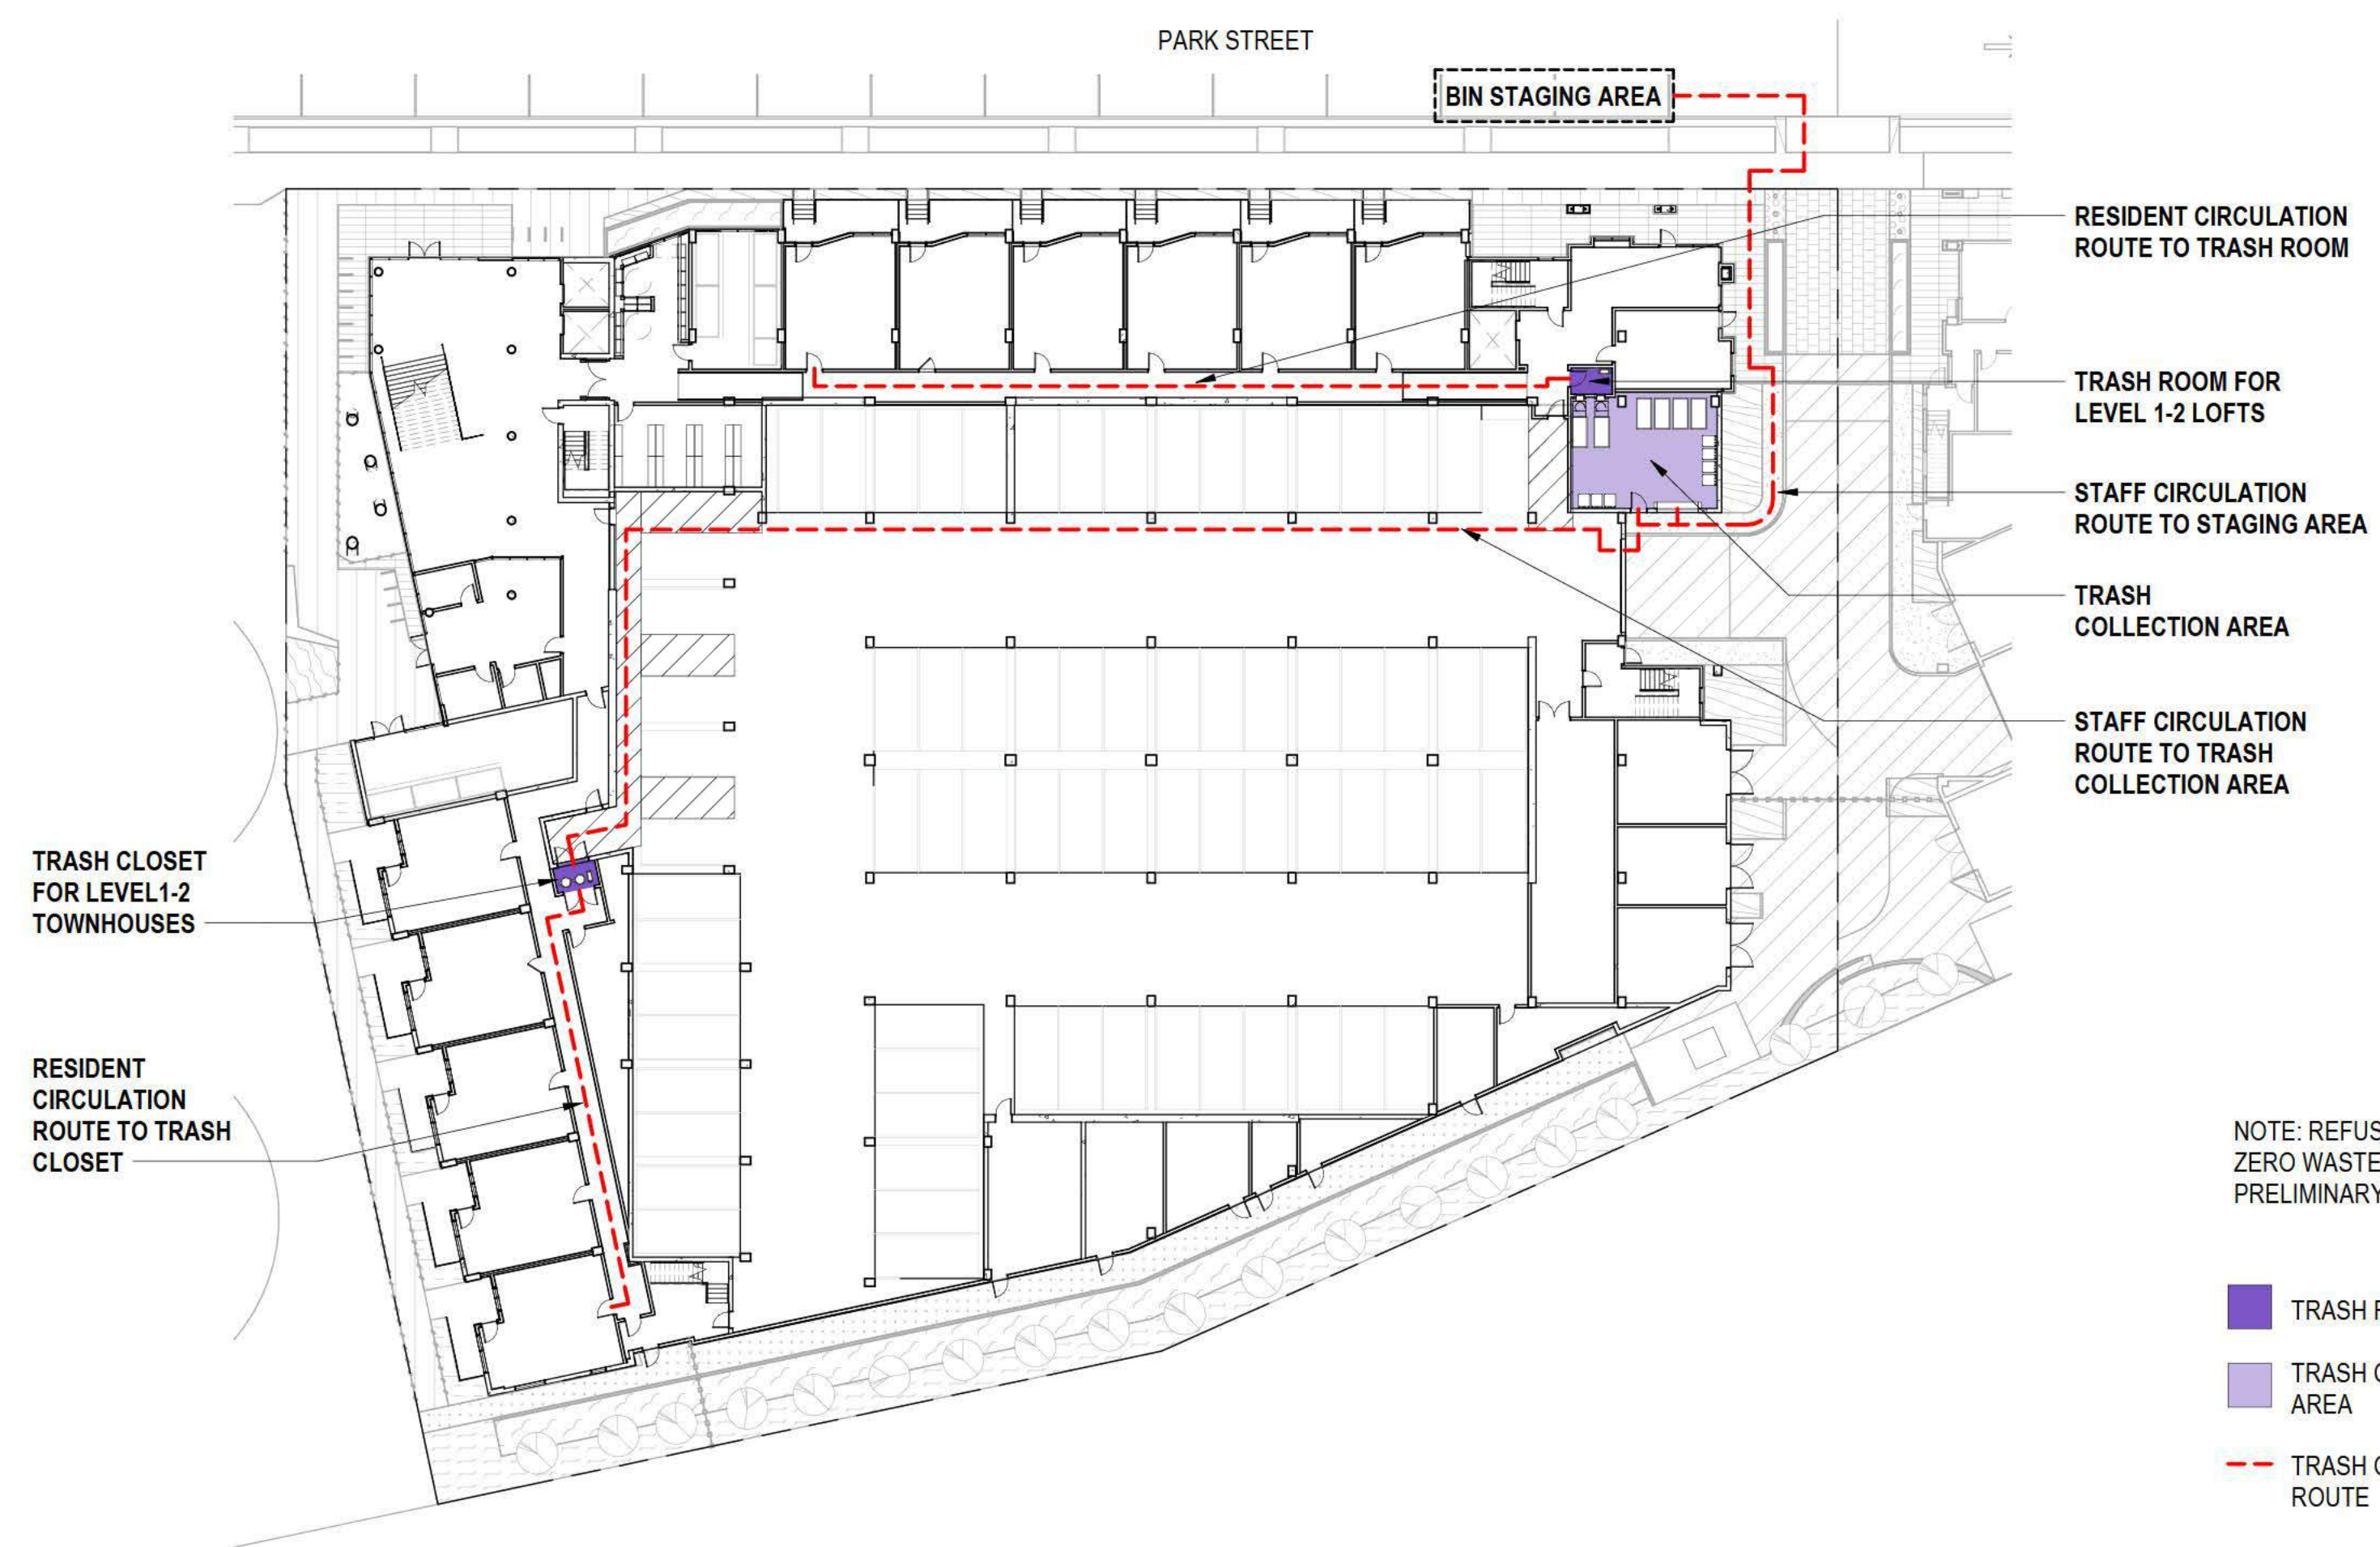 PARK STREET
BIN STAGING AREA
RESIDENT CIRCULATION
ROUTE TO TRASH ROOM
TRASH ROOM FOR
LEVEL 1-2 LOFTS
STAFF CIRCULATION
ROUTE TO STAGING AREA
TRASH
COLLECTION AREA
STAFF CIRCULATION
ROUTE TO TRASH
COLLECTION AREA
TRASH CLOSET
FOR LEVEL1-2
TOWNHOUSES
RESIDENT
CIRCULATION
ROUTE TO TRASH
CLOSET
NOTE: REFUS
ZERO WASTE
PRELIMINARY
TRASH
TRASH
AREA
TRASH
ROUTE